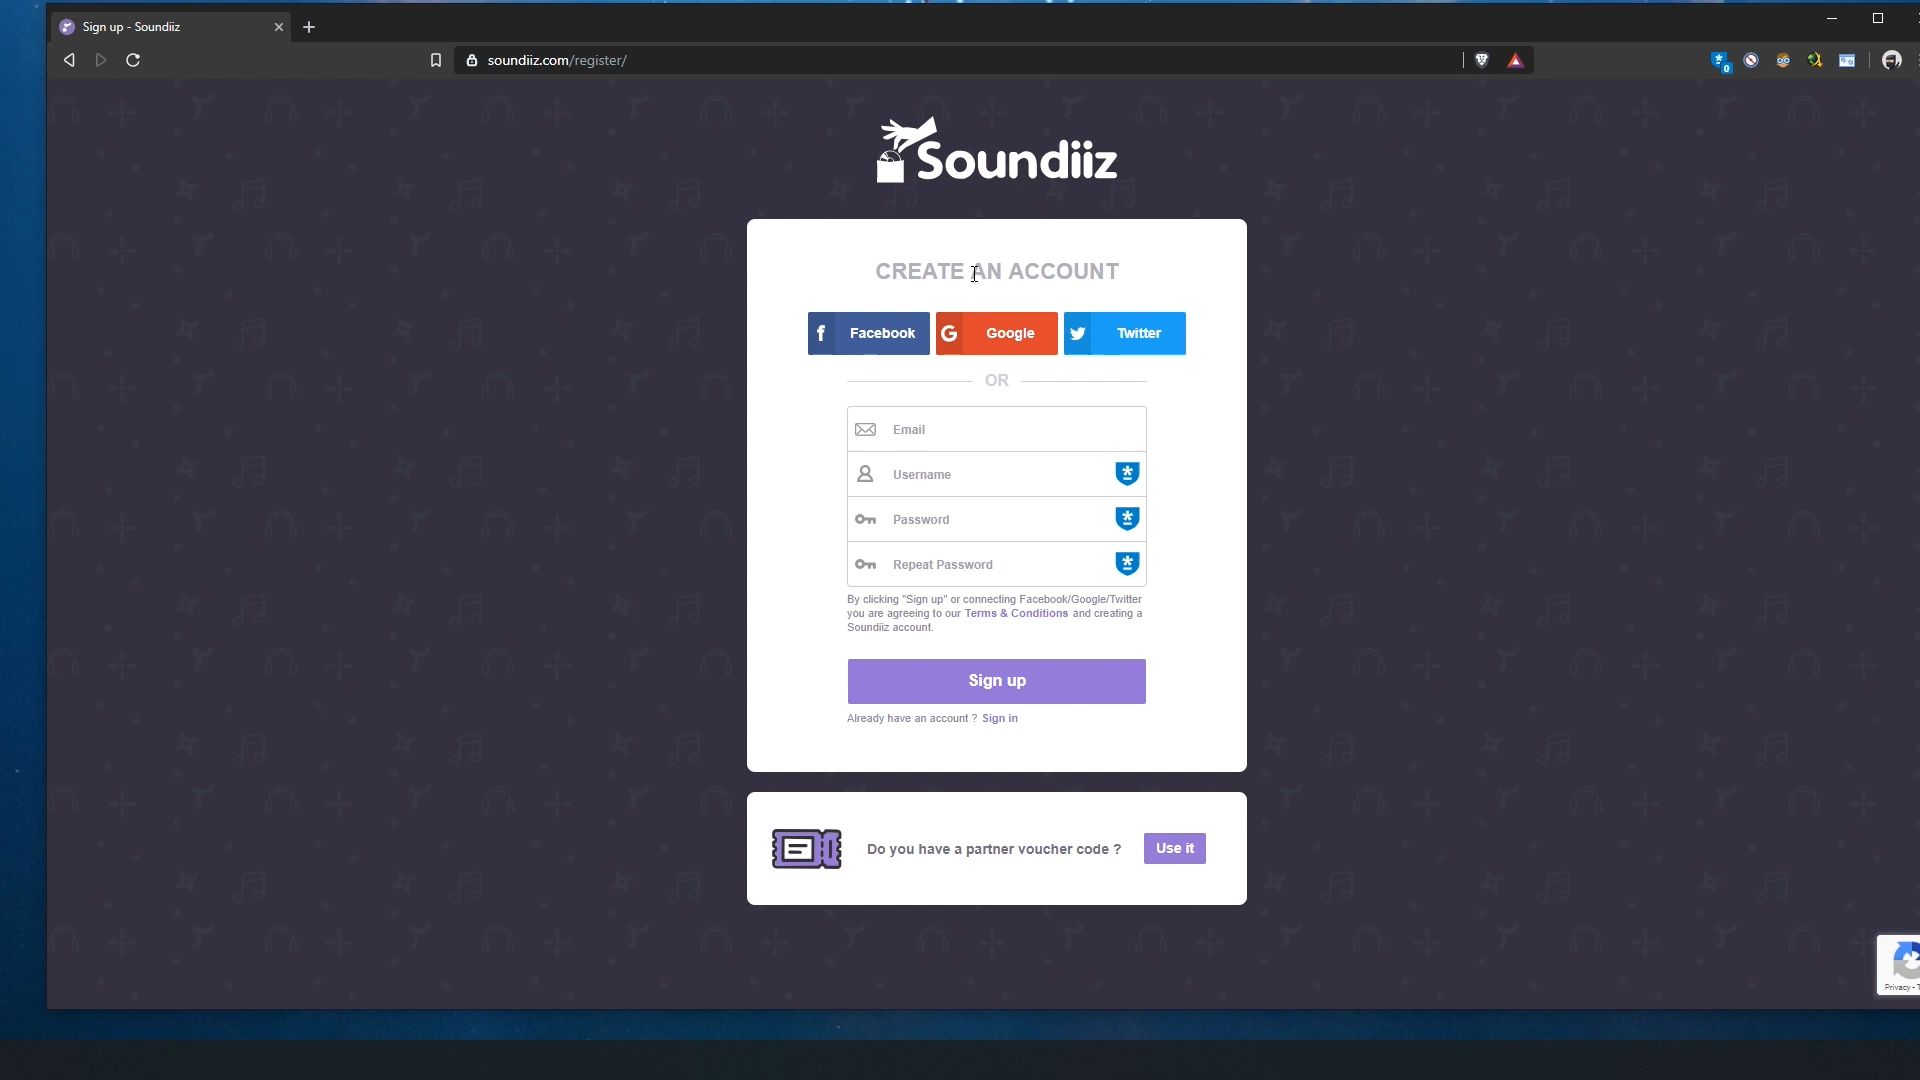 Sign up - Soundiiz
soundiiz.com/register/
0
Soundiiz
CREATE AN ACCOUNT
Facebook
Google
Twitter
OR
Email
Username
Password
Repeat Password
By clicking "Sign up" or connecting Facebook/Google/Twitter
you are agreeing to our Terms & Conditions and creating a
Soundiiz account.
Sign up
Already have an account ? Sign in
Do you have a partner voucher code ?
Use it
Privacy - T